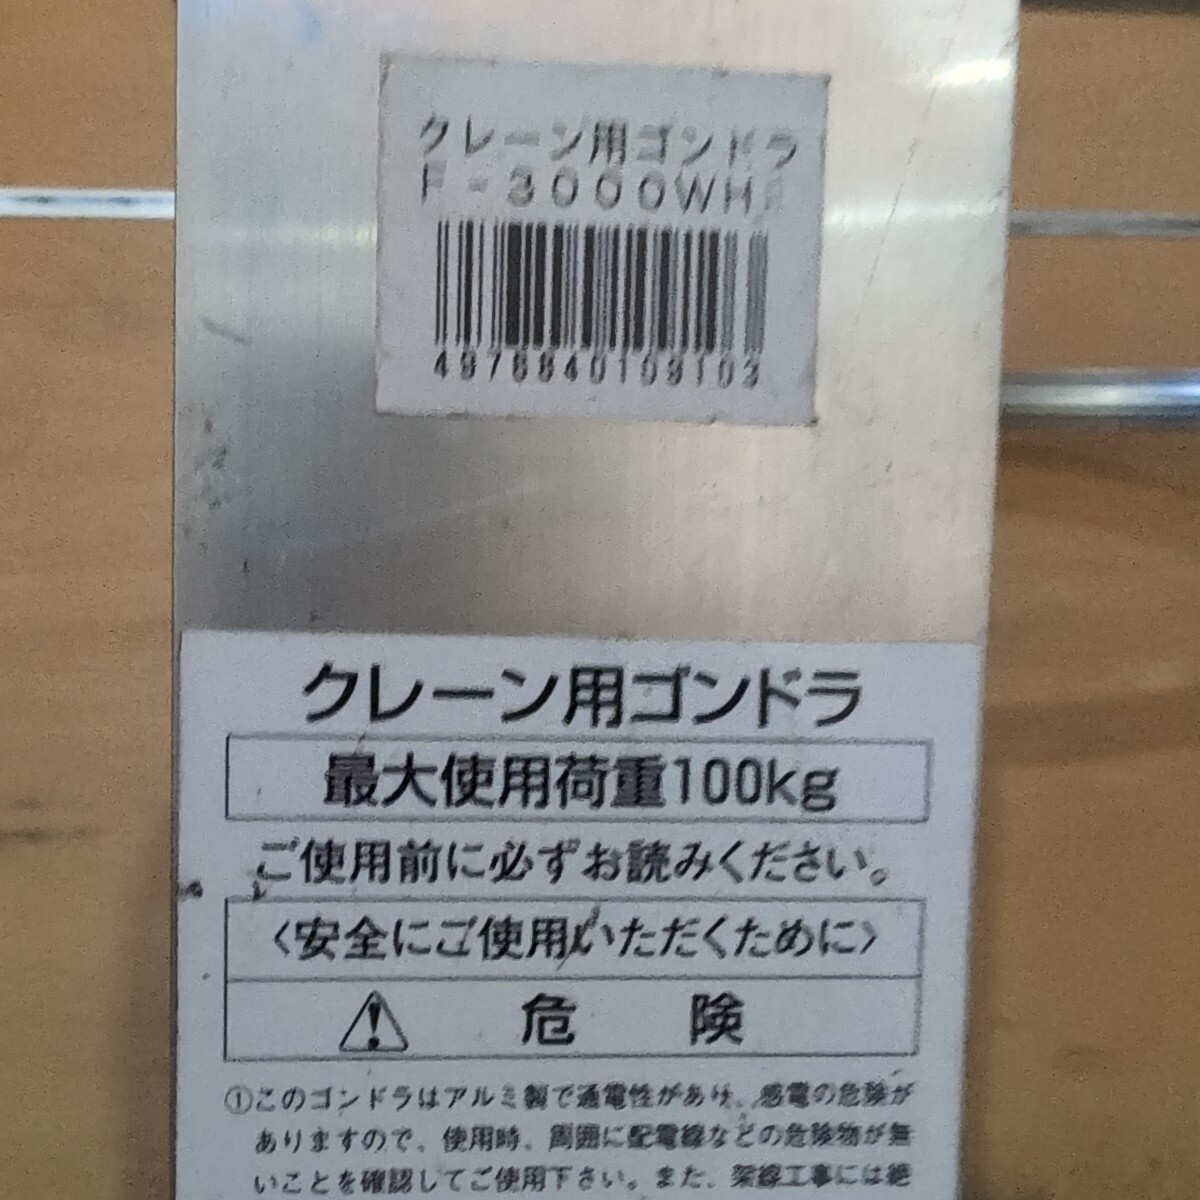 クレーン用ゴンドラ
F-3000WHF
4976840109103
クレーン用ゴンドラ
最大使用荷重100kg
ご使用前に必ずお読みください。
〈安全にご使用いただくために〉
危 険
①このゴンドラはアルミ製で通電性があり、感電の危険が
ありますので、使用時、周囲に配電線などの危険物が無
いことを確認してご使用下さい。また、架線工事には絶